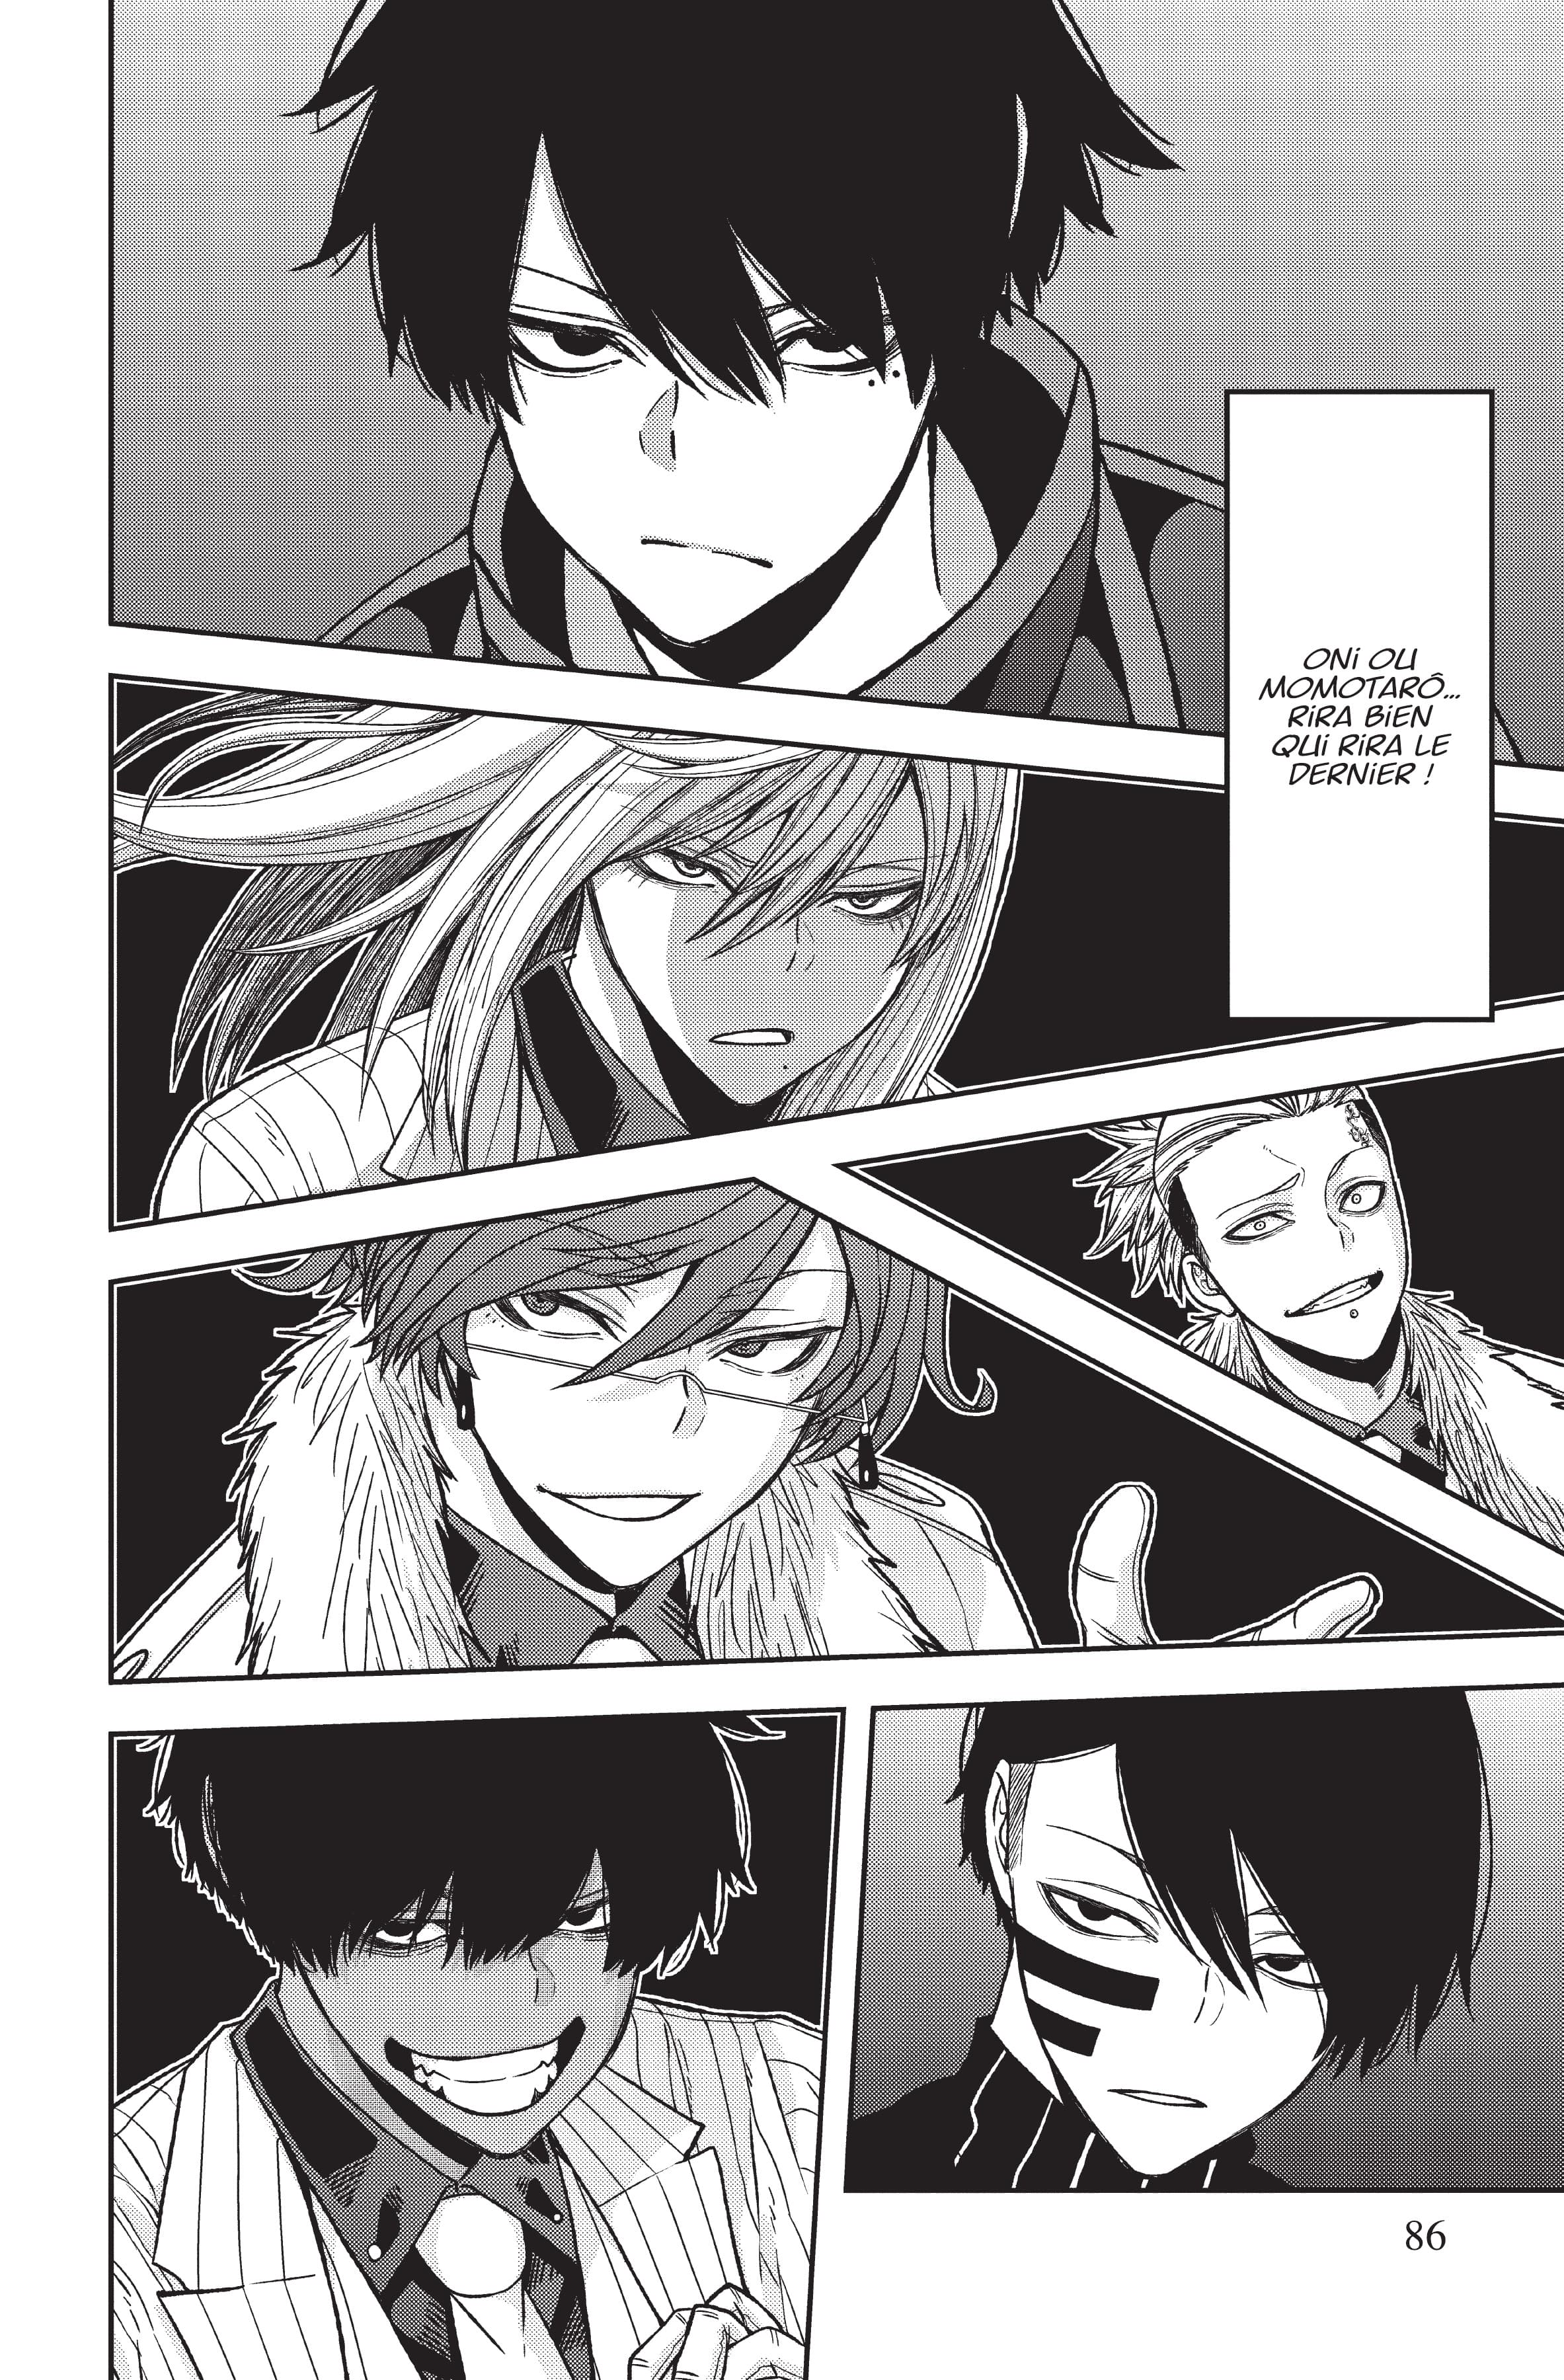 ONI OU
MOMOTARÔ...
RIRA BIEN
QUI RIRA LE
DERNIER !
86